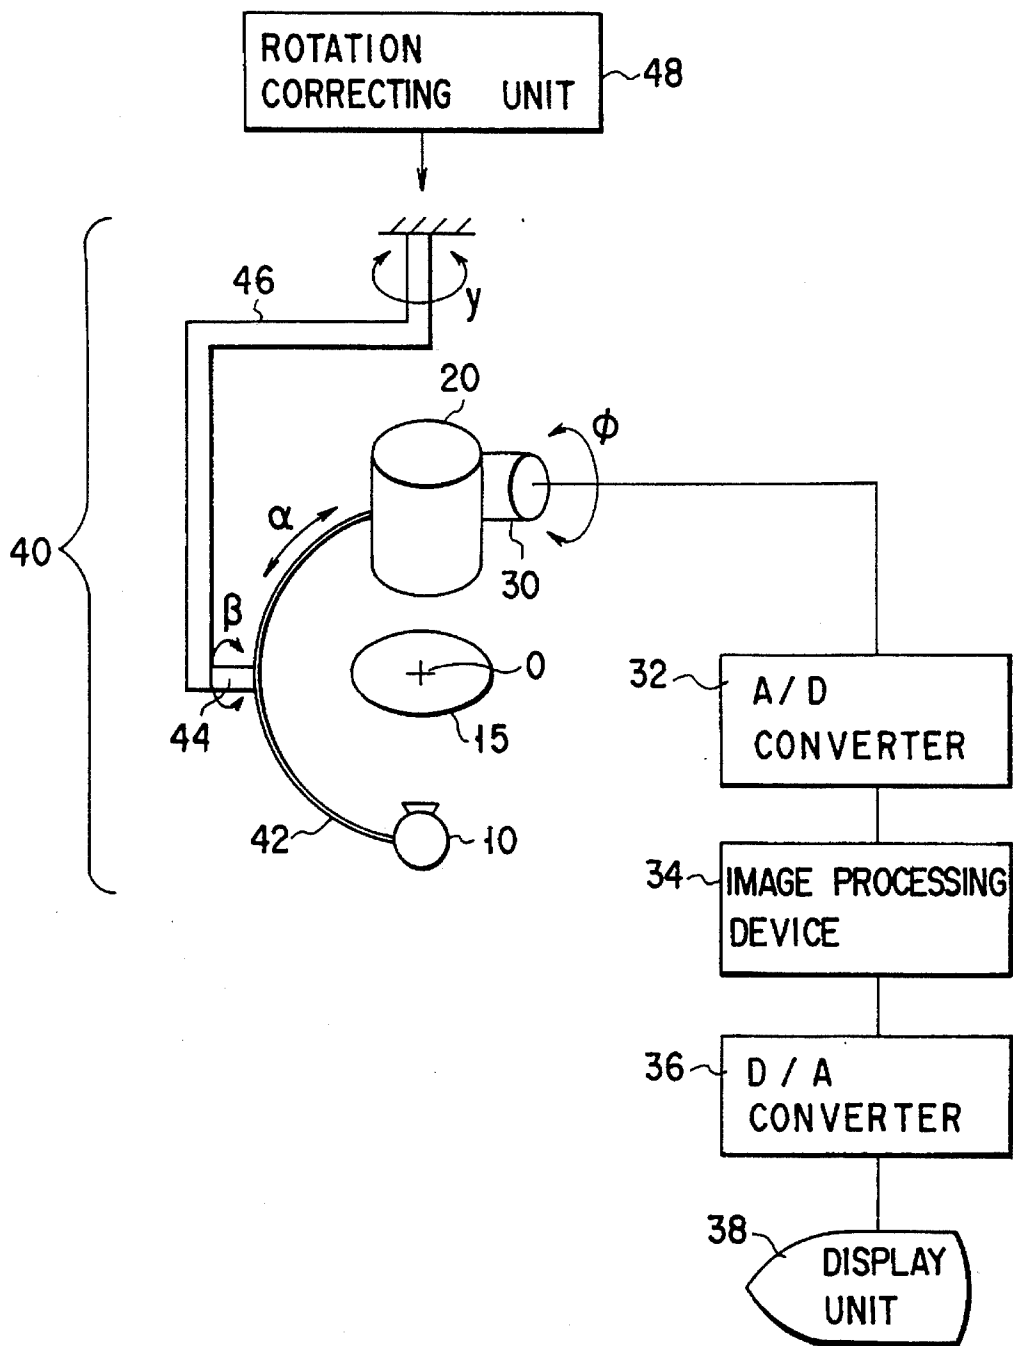 ROTATION
CORRECTING UNIT
48
46
y
20
ϕ
α
40
30
β
O
32
A/D
CONVERTER
44
15
42
10
34
IMAGE PROCESSING
DEVICE
36
D/A
CONVERTER
38
DISPLAY
UNIT